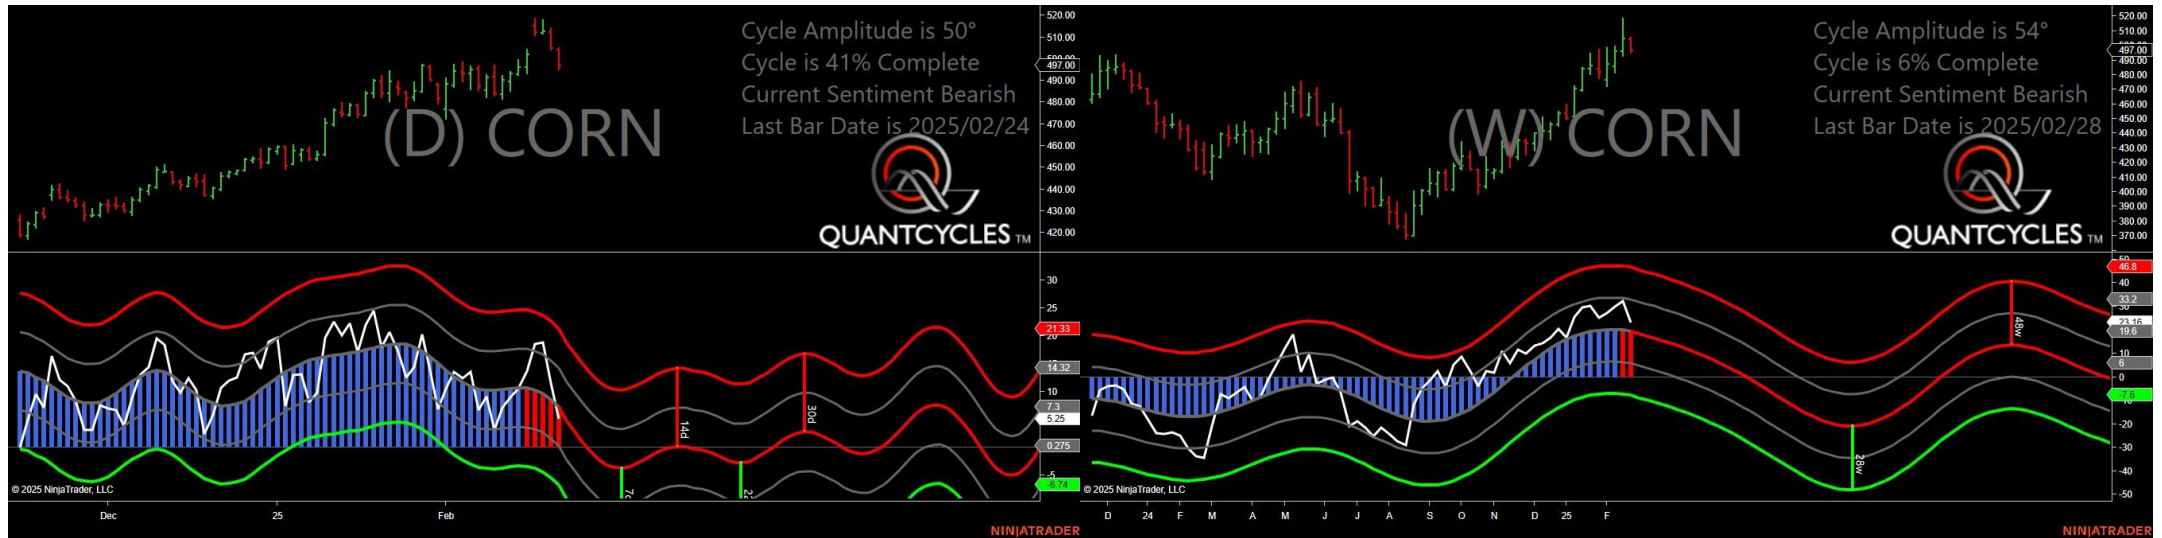 Cycle Amplitude is 50°
Cycle is 41% Complete
Current Sentiment Bearish
Last Bar Date is 2025/02/24
(D) CORN
QUANTCYCLES TM
520.00
510.00
497.00
490.00
480.00
470.00
460.00
450.00
440.00
430.00
420.00
30
25
21.33
20
14.32
10
7.3
5.25
0.275
-5
-6.74
14d
30d
© 2025 NinjaTrader, LLC
Dec
25
Feb
NINJATRADER
Cycle Amplitude is 54°
Cycle is 6% Complete
Current Sentiment Bearish
Last Bar Date is 2025/02/28
(W) CORN
QUANTCYCLES TM
520.00
510.00
497.00
490.00
480.00
470.00
460.00
450.00
440.00
430.00
420.00
410.00
400.00
390.00
380.00
370.00
46.8
40
33.2
23.16
19.6
10
6
0
-7.6
-20
-30
-40
-50
48w
28w
© 2025 NinjaTrader, LLC
D 24 F M A M J J A S O N D 25 F
NINJATRADER